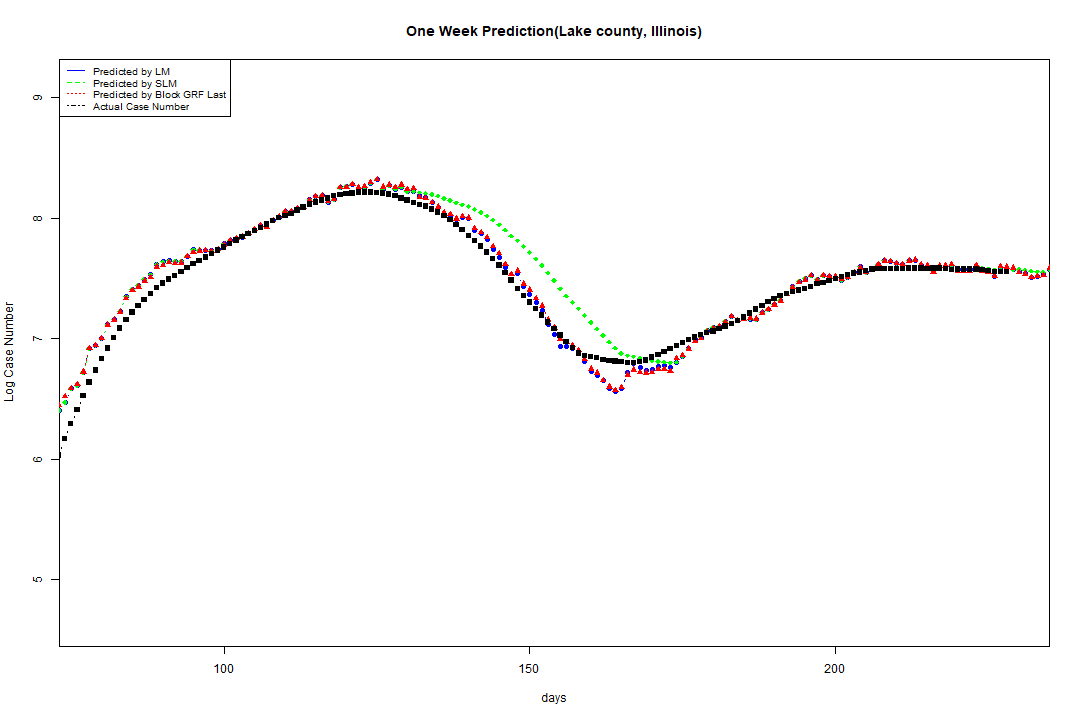 One Week Prediction(Lake county, Illinois)
Predicted by LM
Predicted by SLM
Predicted by Block GRF Last
Actual Case Number
9
8
7
6
5
Log Case Number
100
150
200
days